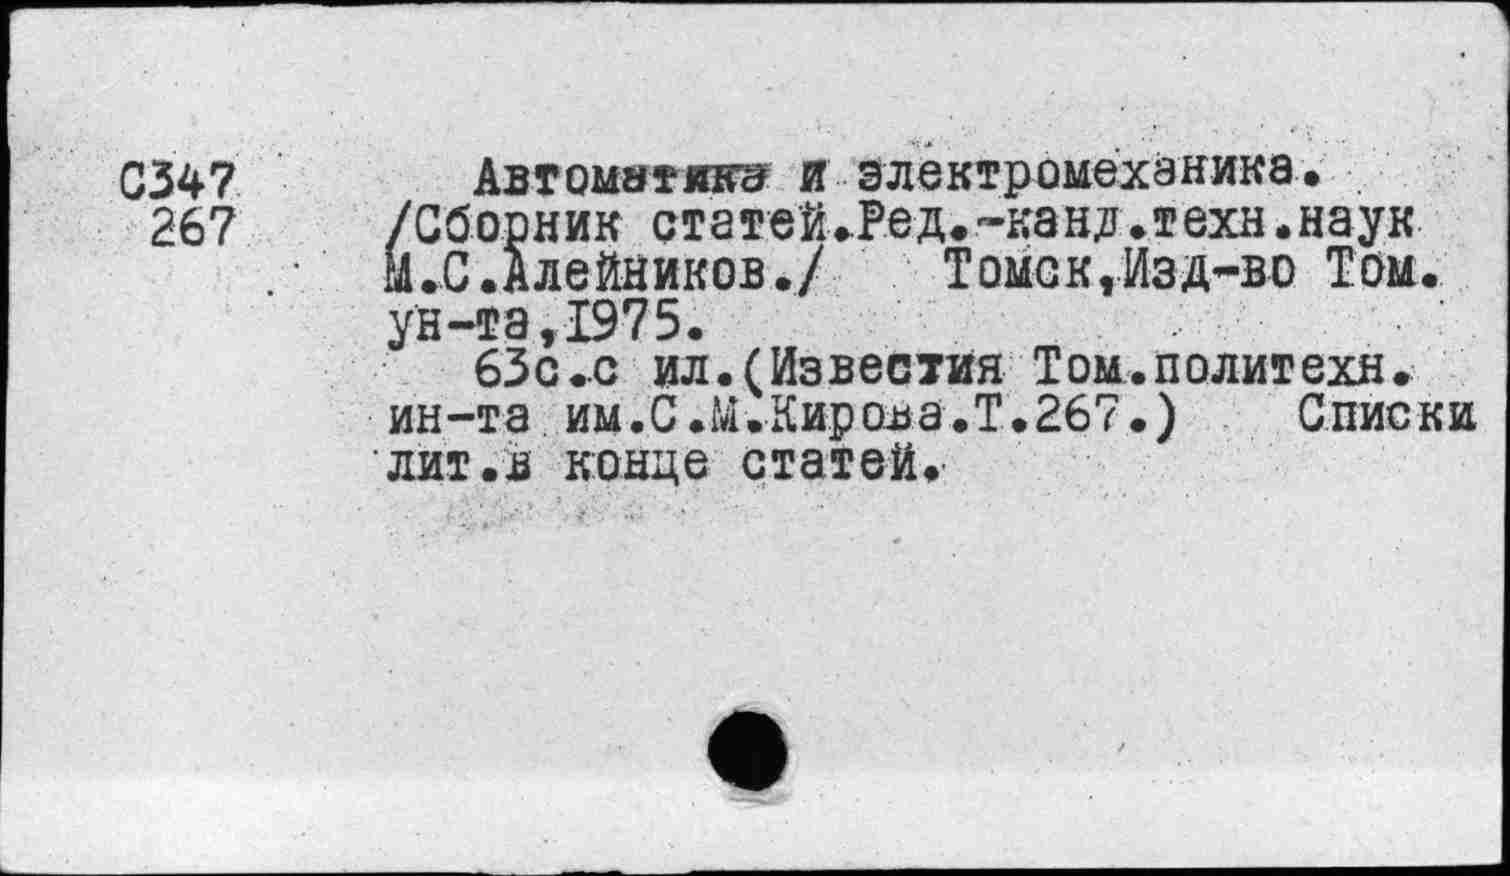 С347 Автоматика и электромеханика.
267 /Сборник статей.Ред.-канд.техн.наук
М.С.Алейников./ Томск,Изд-во Том.
ун-та,1975.
63с.с ил.(Известия Том.политехн.
ин-та им.С.М.Кирова.Т.267.) Списки
лит.в конце статей.